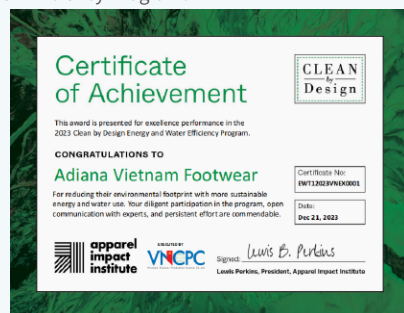 Certificate
of Achievement
CLEAN
by
Design
This award is presented for excellence performance in the
2023 Clean by Design Energy and Water Efficiency Program.
CONGRATULATIONS TO
Adiana Vietnam Footwear
For reducing their environmental footprint with more sustainable
energy and water use. Your diligent participation in the program, open
communication with experts, and persistent effort are commendable.
Certificate No:
EWT12023VNEX0001
Date:
Dec 21, 2023
apparel
impact
institute
VNCPC
Signed: Lewis B. Perkins
Lewis Perkins, President, Apparel Impact Institute